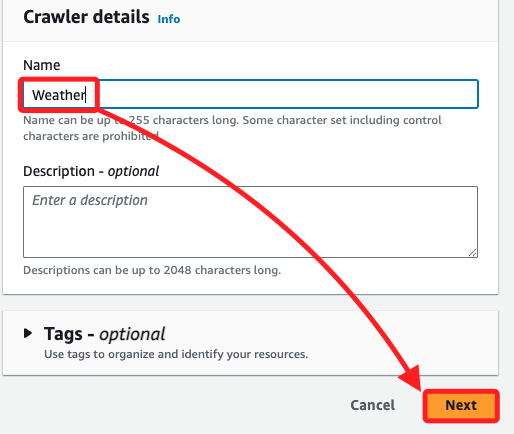 Crawler details Info
Name
Weather
Name can be up to 255 characters long. Some character set including control
characters are prohibited.
Description - optional
Enter a description
Descriptions can be up to 2048 characters long.
Tags - optional
Use tags to organize and identify your resources.
Cancel Next